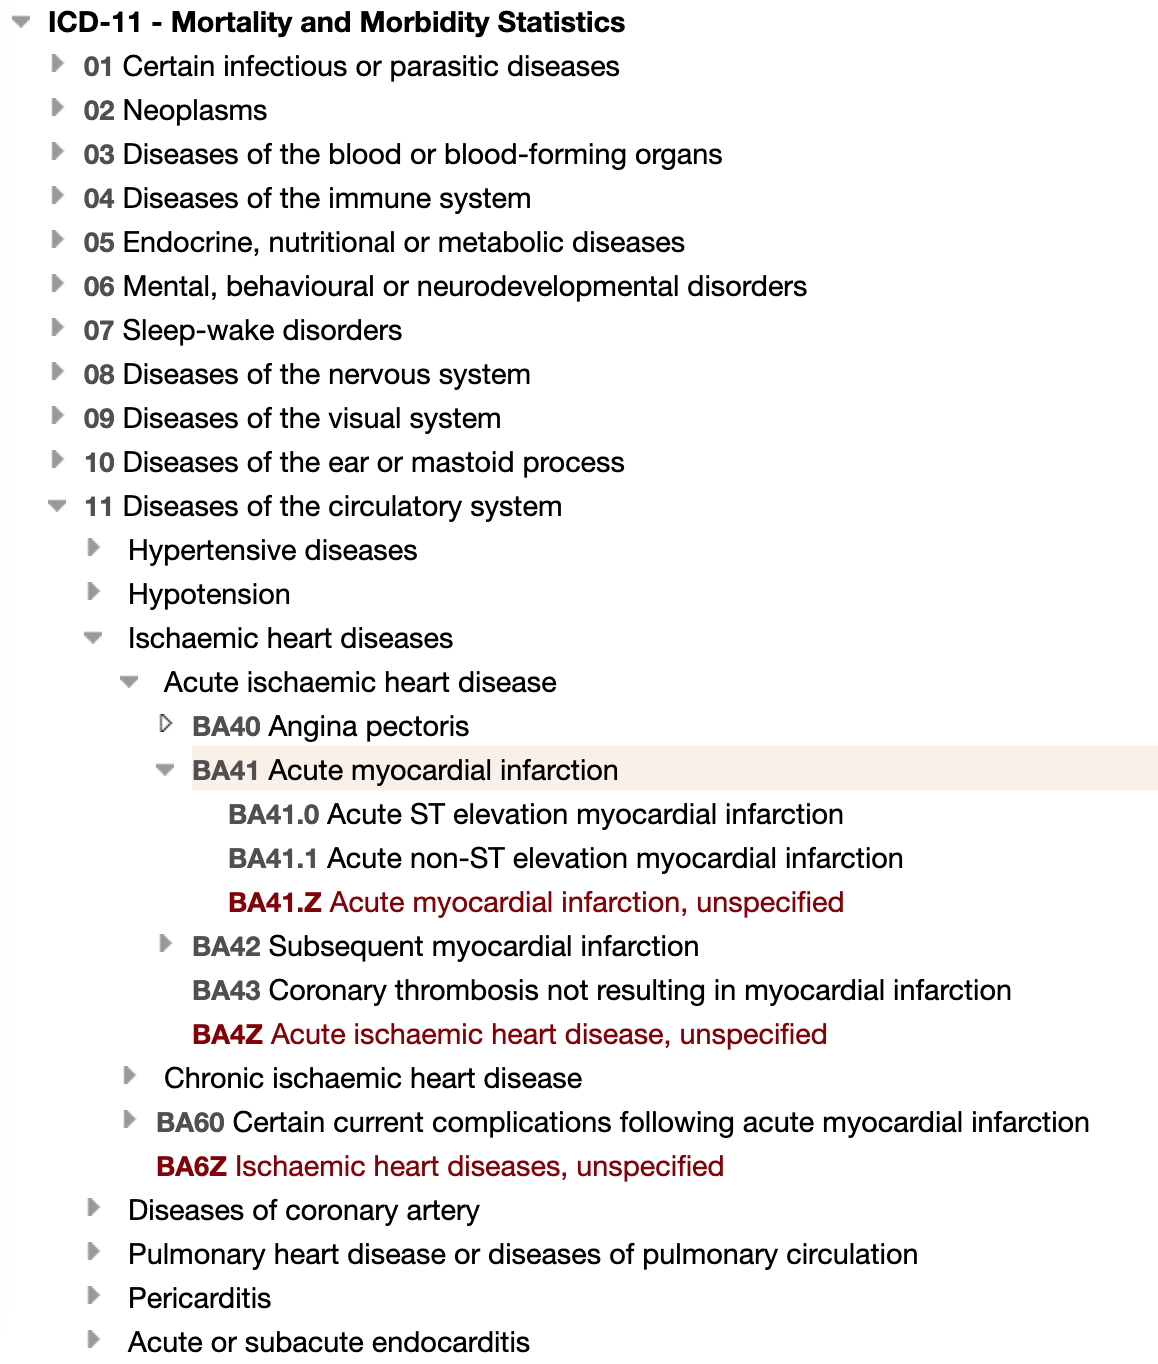 ICD-11 - Mortality and Morbidity Statistics
01 Certain infectious or parasitic diseases
02 Neoplasms
03 Diseases of the blood or blood-forming organs
04 Diseases of the immune system
05 Endocrine, nutritional or metabolic diseases
06 Mental, behavioural or neurodevelopmental disorders
07 Sleep-wake disorders
08 Diseases of the nervous system
09 Diseases of the visual system
10 Diseases of the ear or mastoid process
11 Diseases of the circulatory system
Hypertensive diseases
Hypotension
Ischaemic heart diseases
Acute ischaemic heart disease
BA40 Angina pectoris
BA41 Acute myocardial infarction
BA41.0 Acute ST elevation myocardial infarction
BA41.1 Acute non-ST elevation myocardial infarction
BA41.Z Acute myocardial infarction, unspecified
BA42 Subsequent myocardial infarction
BA43 Coronary thrombosis not resulting in myocardial infarction
BA4Z Acute ischaemic heart disease, unspecified
Chronic ischaemic heart disease
BA60 Certain current complications following acute myocardial infarction
BA6Z Ischaemic heart diseases, unspecified
Diseases of coronary artery
Pulmonary heart disease or diseases of pulmonary circulation
Pericarditis
Acute or subacute endocarditis